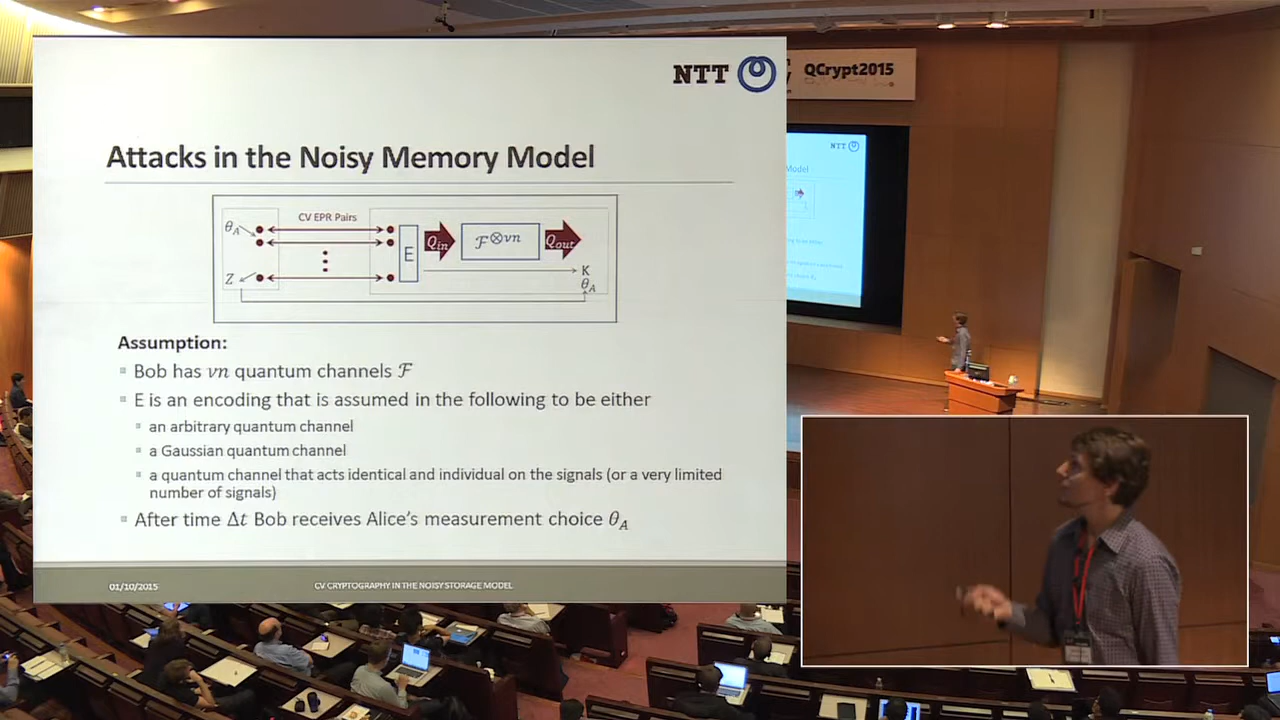 NTT
Attacks in the Noisy Memory Model
θ_A
CV EPR Pairs
E
Q_in
ℱ^⊗νn
Q_out
K
Z
θ_A
Assumption:
Bob has νn quantum channels ℱ
E is an encoding that is assumed in the following to be either
an arbitrary quantum channel
a Gaussian quantum channel
a quantum channel that acts identical and individual on the signals (or a very limited
number of signals)
After time Δt Bob receives Alice's measurement choice θ_A
01/10/2015
CV CRYPTOGRAPHY IN THE NOISY STORAGE MODEL
QCrypt2015
NTT
Model